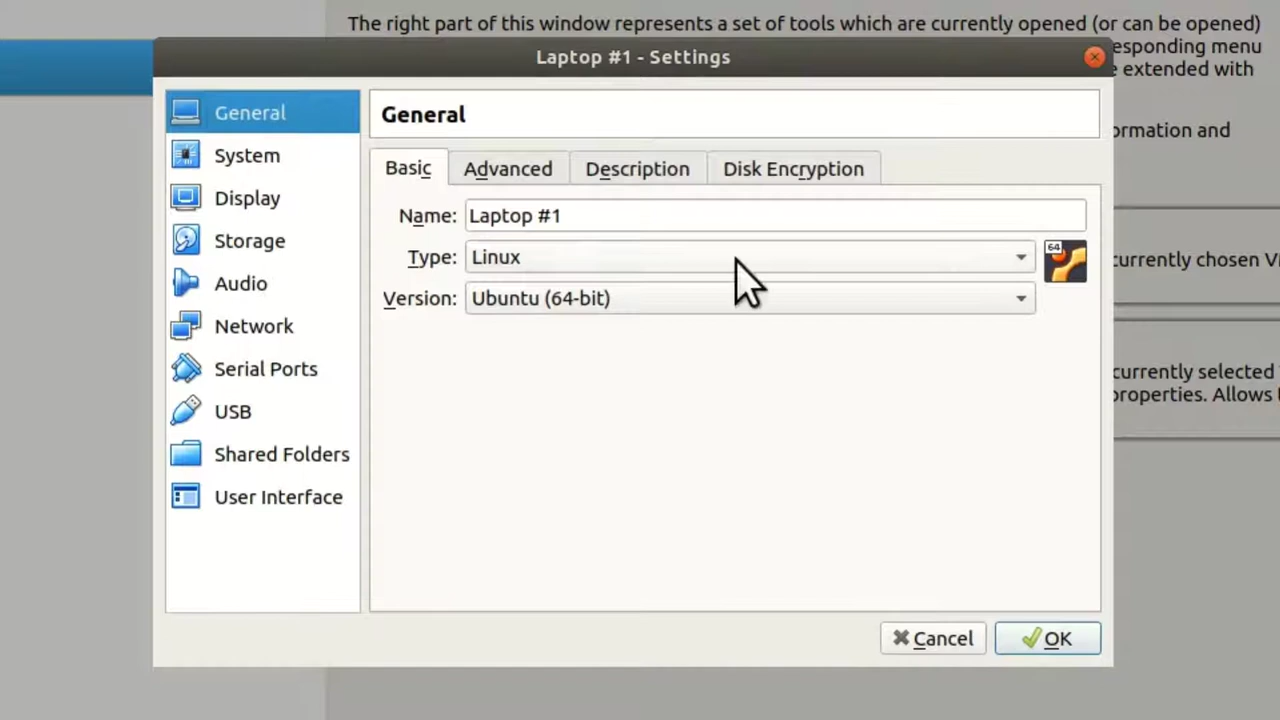 The right part of this window represents a set of tools which are currently opened (or can be opened)
esponding menu
e extended with
ormation and
currently chosen V
currently selected
properties. Allows
Laptop #1 - Settings
General
System
Display
Storage
Audio
Network
Serial Ports
USB
Shared Folders
User Interface
General
Basic
Advanced
Description
Disk Encryption
Name:
Laptop #1
Type:
Linux
64
Version:
Ubuntu (64-bit)
Cancel
OK